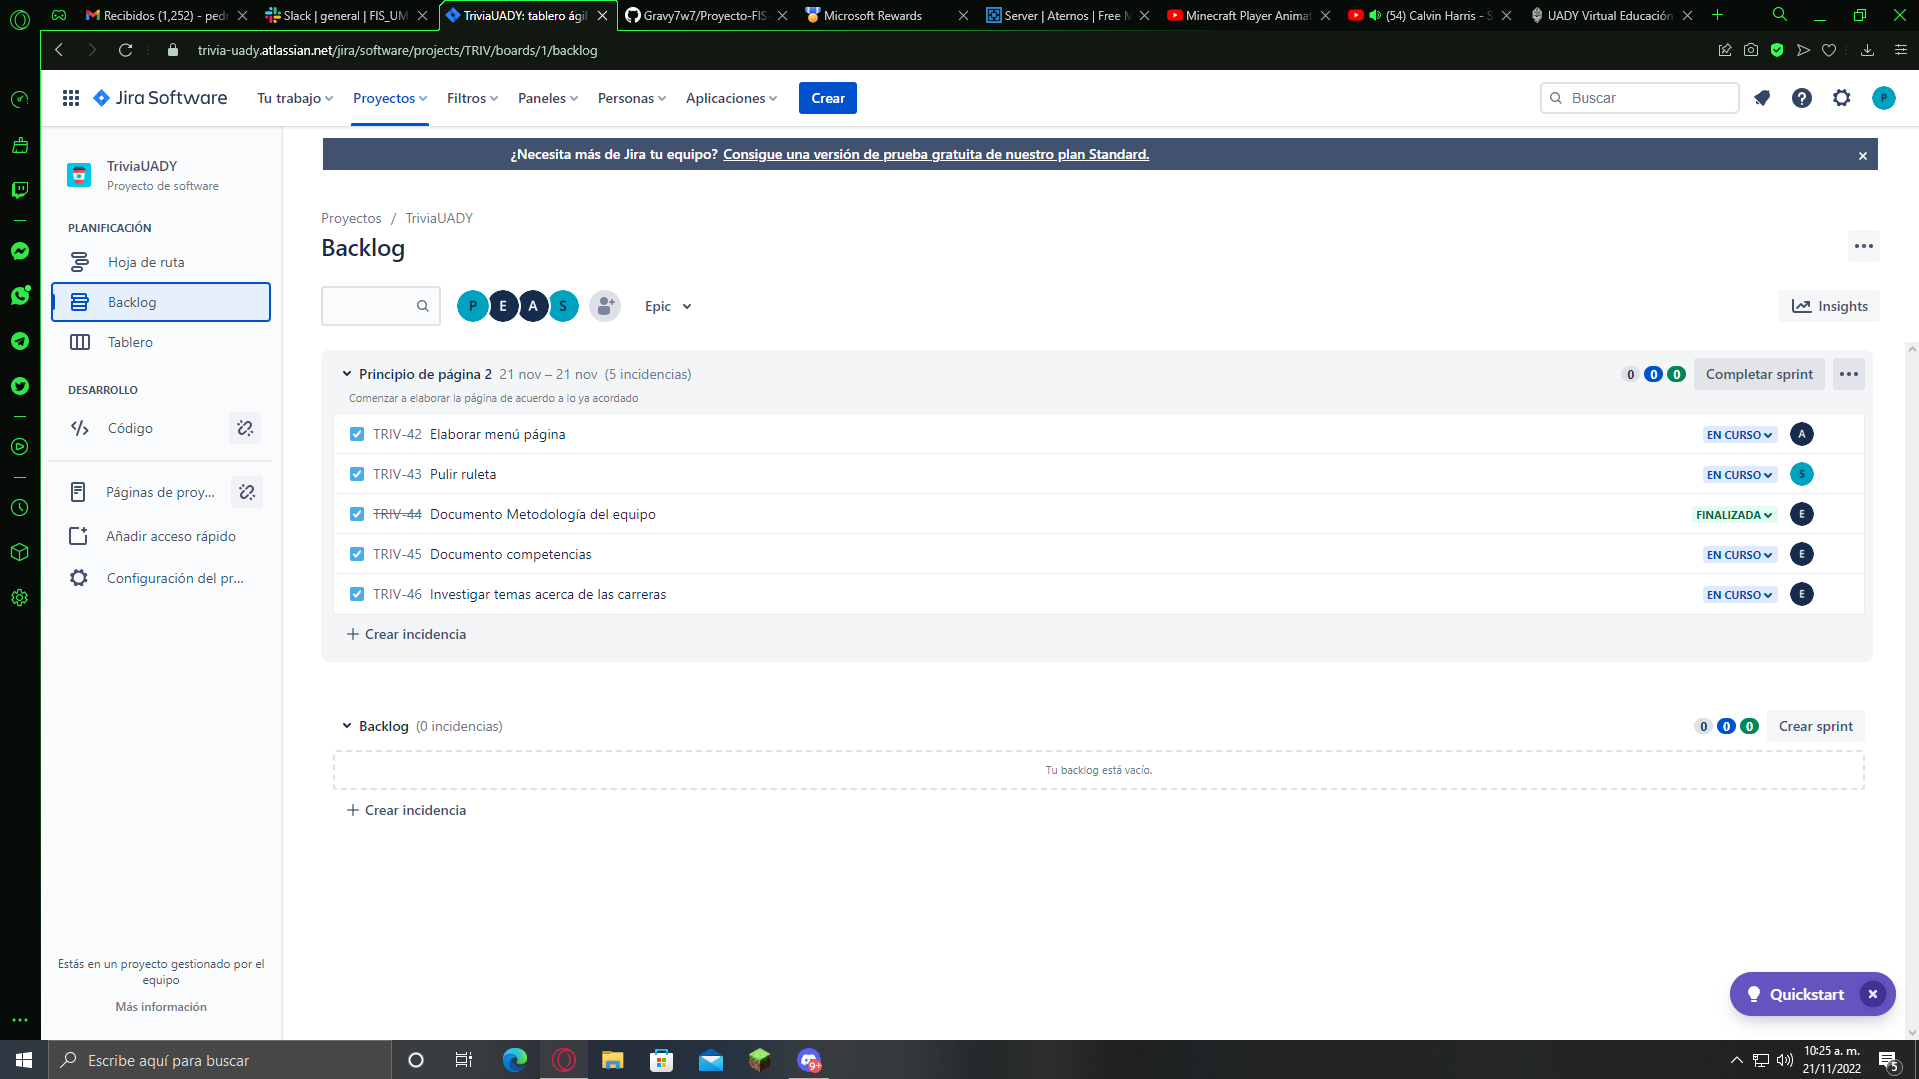 Recibidos (1,252) - pedr
Slack | general | FIS_UM
TriviaUADY: tablero ágil
Gravy7w7/Proyecto-FIS
Microsoft Rewards
Server | Aternos | Free M
Minecraft Player Animat
(54) Calvin Harris - S
UADY Virtual Educación
trivia-uady.atlassian.net/jira/software/projects/TRIV/boards/1/backlog
Jira Software
Tu trabajo
Proyectos
Filtros
Paneles
Personas
Aplicaciones
Crear
Buscar
P
¿Necesita más de Jira tu equipo? Consigue una versión de prueba gratuita de nuestro plan Standard.
TriviaUADY
Proyecto de software
PLANIFICACIÓN
Hoja de ruta
Backlog
Tablero
DESARROLLO
Código
Páginas de proy...
Añadir acceso rápido
Configuración del pr...
Estás en un proyecto gestionado por el
equipo
Más información
Proyectos / TriviaUADY
Backlog
P E A S
Epic
Insights
Principio de página 2 21 nov – 21 nov (5 incidencias)
0 0 0 Completar sprint
Comenzar a elaborar la página de acuerdo a lo ya acordado
TRIV-42 Elaborar menú página EN CURSO A
TRIV-43 Pulir ruleta EN CURSO S
TRIV-44 Documento Metodología del equipo FINALIZADA E
TRIV-45 Documento competencias EN CURSO E
TRIV-46 Investigar temas acerca de las carreras EN CURSO E
+ Crear incidencia
Backlog (0 incidencias) 0 0 0 Crear sprint
Tu backlog está vacío.
+ Crear incidencia
Quickstart
Escribe aquí para buscar
9+
10:25 a. m.
21/11/2022
5